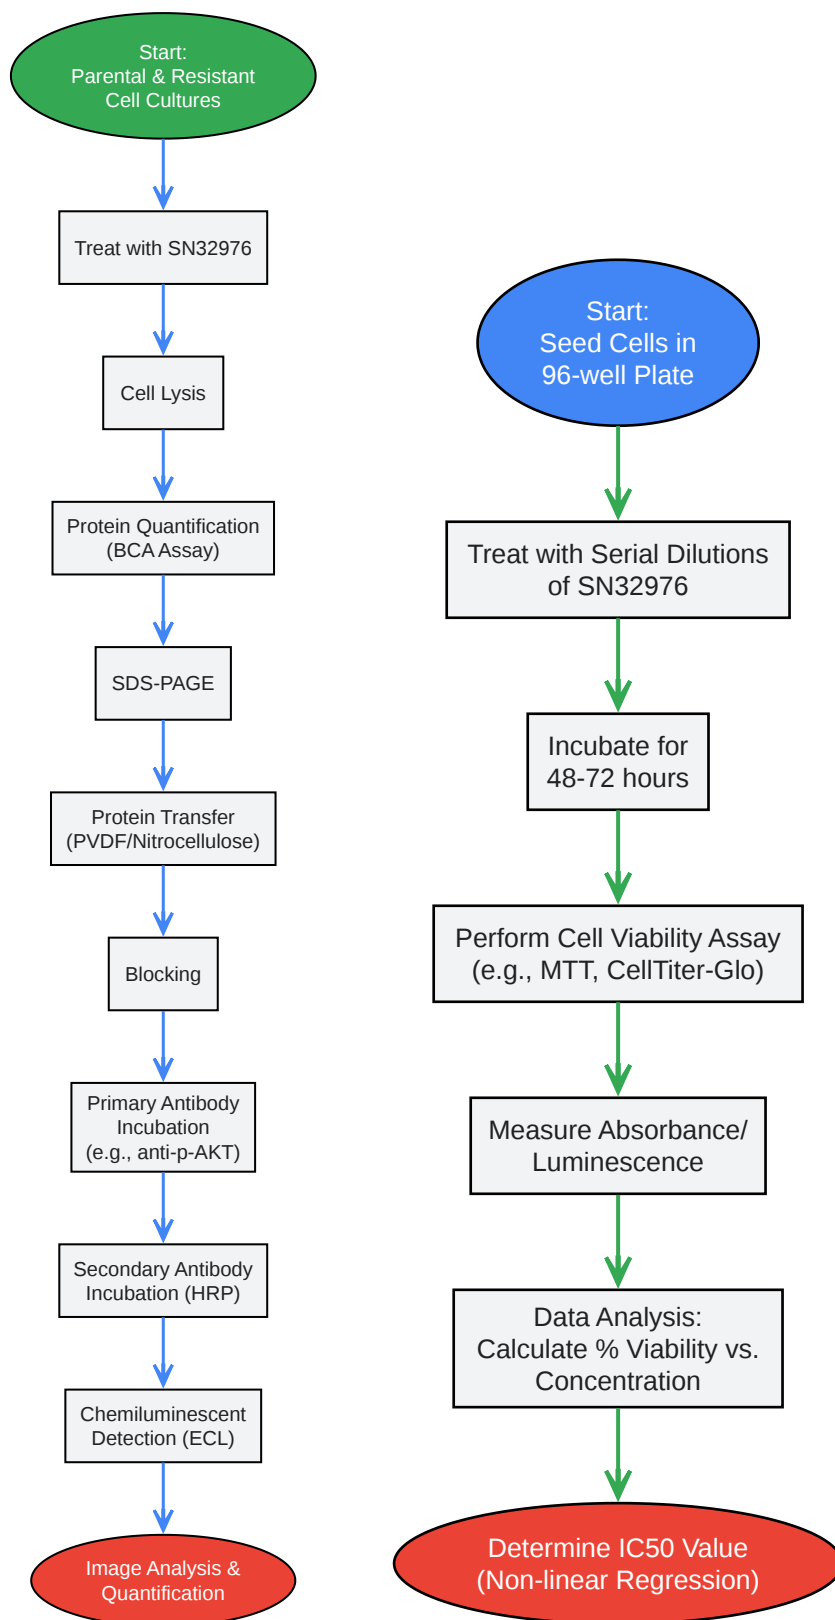 Start:
Parental & Resistant
Cell Cultures
Treat with SN32976
Cell Lysis
Protein Quantification
(BCA Assay)
SDS-PAGE
Protein Transfer
(PVDF/Nitrocellulose)
Blocking
Primary Antibody
Incubation
(e.g., anti-p-AKT)
Secondary Antibody
Incubation (HRP)
Chemiluminescent
Detection (ECL)
Image Analysis &
Quantification
Start:
Seed Cells in
96-well Plate
Treat with Serial Dilutions
of SN32976
Incubate for
48-72 hours
Perform Cell Viability Assay
(e.g., MTT, CellTiter-Glo)
Measure Absorbance/
Luminescence
Data Analysis:
Calculate % Viability vs.
Concentration
Determine IC50 Value
(Non-linear Regression)